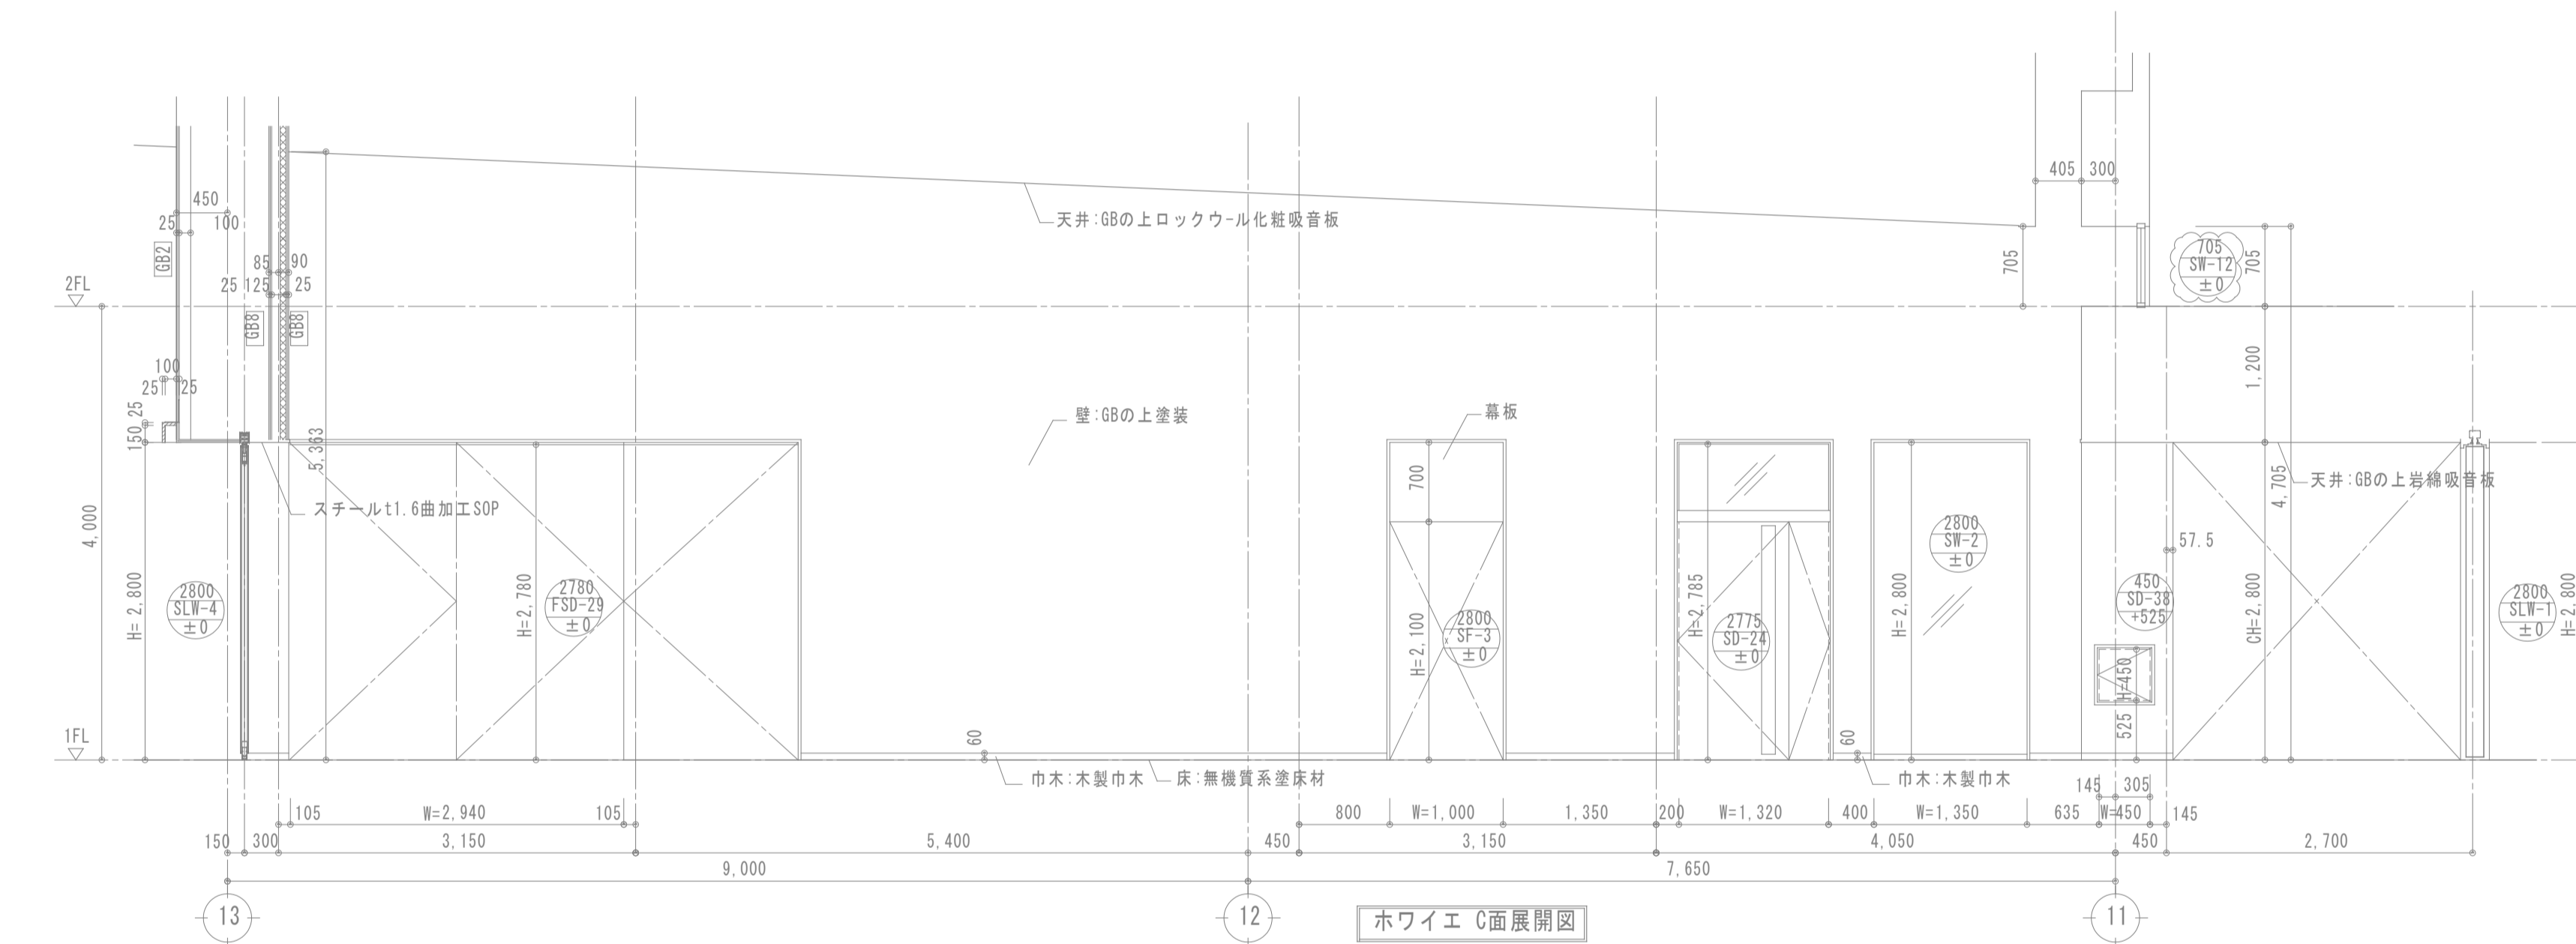 405
300
450
25
100
天井:GBの上ロックウール化粧吸音板
GB2
85
90
25
125
25
705
705
SW-12
±0
705
2FL
GB8
GB8
100
25
25
25
150
1,200
5,363
壁:GBの上塗装
幕板
700
4,705
天井:GBの上岩綿吸音板
スチールt1.6曲加工SOP
4,000
H=2,800
2800
SLW-4
±0
H=2,780
2780
FSD-29
±0
H=2,100
2800
SF-3
±0
H=2,785
2775
SD-24
±0
H=2,800
2800
SW-2
±0
57.5
450
SD-38
+525
CH=2,800
2800
SLW-1
±0
H=2,800
H=450
525
1FL
60
60
巾木:木製巾木
床:無機質系塗床材
巾木:木製巾木
145
305
105
W=2,940
105
800
W=1,000
1,350
200
W=1,320
400
W=1,350
635
W=450
145
150
300
3,150
5,400
450
3,150
4,050
450
2,700
9,000
7,650
13
12
11
ホワイエ C面展開図